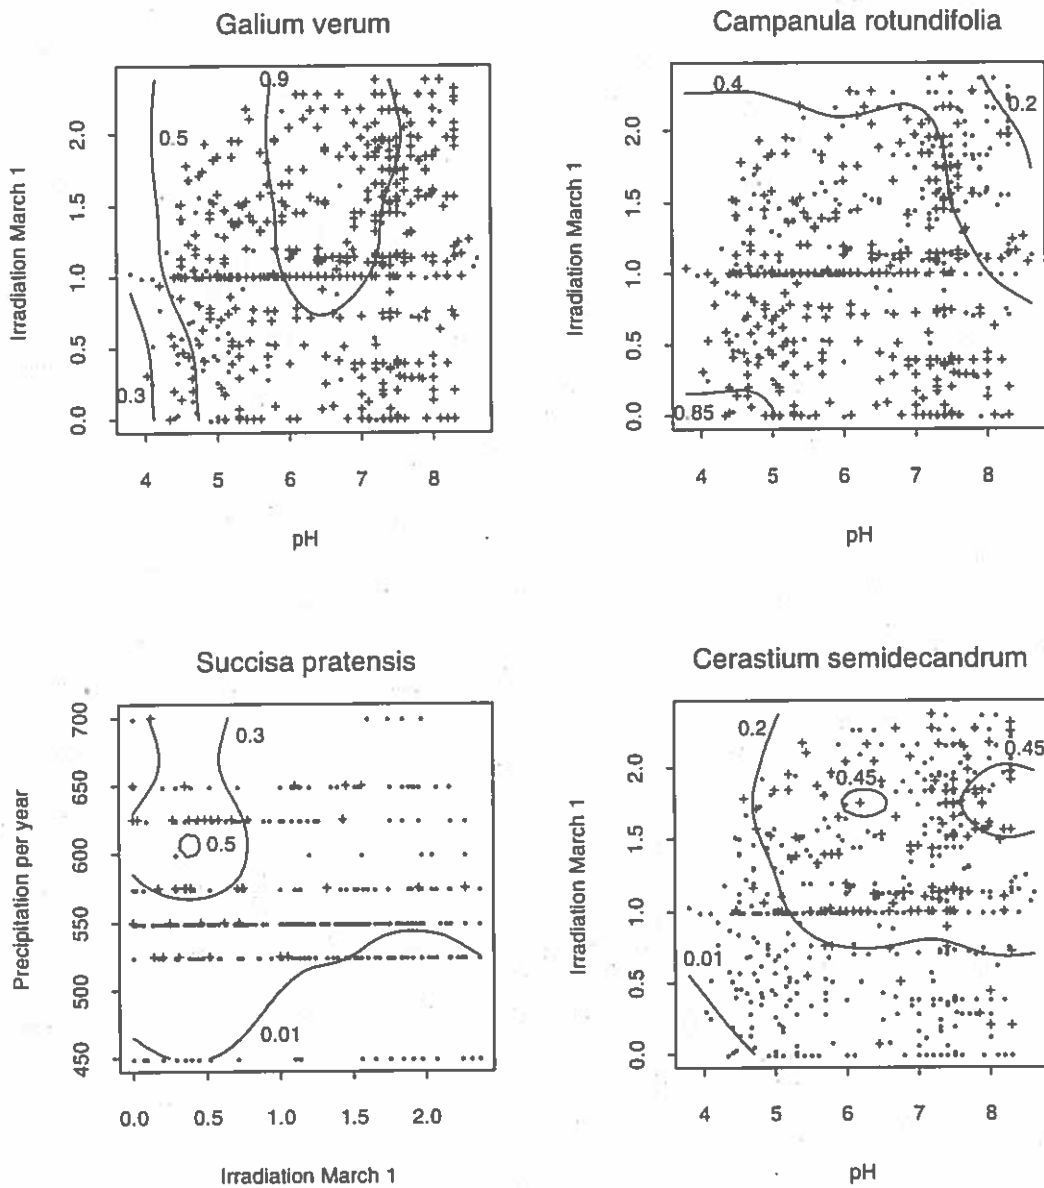 Galium verum
Irradiation March 1
2.0
1.5
1.0
0.5
0.0
0.9
0.5
0.3
4 5 6 7 8
pH
Campanula rotundifolia
Irradiation March 1
2.0
1.5
1.0
0.5
0.0
0.4
0.2
0.85
4 5 6 7 8
pH
Succisa pratensis
Precipitation per year
700
650
600
550
500
450
0.3
0.5
0.01
0.0 0.5 1.0 1.5 2.0
Irradiation March 1
Cerastium semidecandrum
Irradiation March 1
2.0
1.5
1.0
0.5
0.0
0.2
0.45
0.45
0.01
4 5 6 7 8
pH